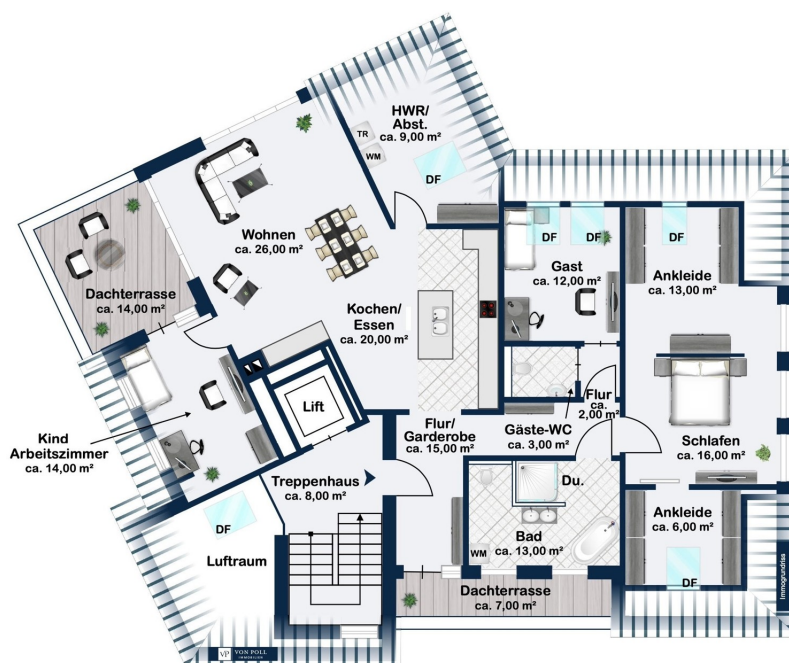 HWR/
Abst.
ca. 9,00 m²
TR
WM
DF
Wohnen
ca. 26,00 m²
Dachterrasse
ca. 14,00 m²
Kochen/
Essen
ca. 20,00 m²
DF
DF
Gast
ca. 12,00 m²
DF
Ankleide
ca. 13,00 m²
Kind
Arbeitszimmer
ca. 14,00 m²
Lift
Flur/
Garderobe
ca. 15,00 m²
Gäste-WC
ca. 3,00 m²
Flur
ca.
2,00 m²
Schlafen
ca. 16,00 m²
Treppenhaus
ca. 8,00 m²
DF
Luftraum
Du.
Bad
ca. 13,00 m²
WM
Ankleide
ca. 6,00 m²
DF
Dachterrasse
ca. 7,00 m²
Immogrundriss
VP VON POLL
IMMOBILIEN